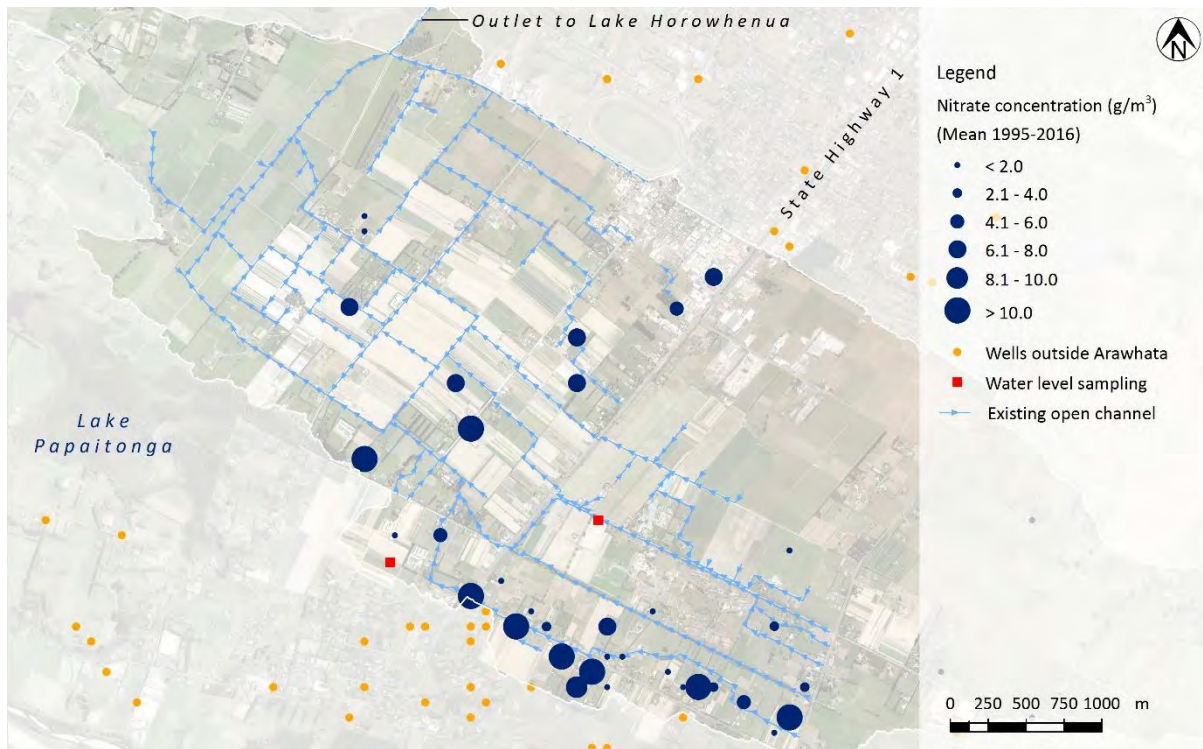 Outlet to Lake Horowhenua
State Highway 1
Lake
Papaitonga
N
Legend
Nitrate concentration (g/m³)
(Mean 1995-2016)
< 2.0
2.1 - 4.0
4.1 - 6.0
6.1 - 8.0
8.1 - 10.0
> 10.0
Wells outside Arawhata
Water level sampling
Existing open channel
0 250 500 750 1000 m